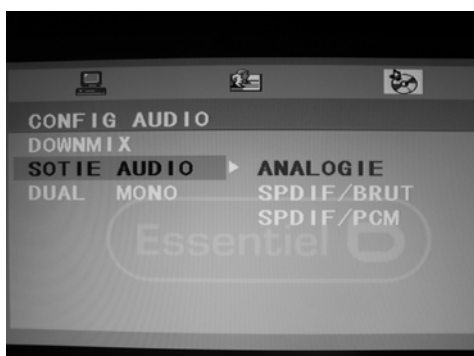 CONFIG AUDIO
DOWNMIX
SOTIE AUDIO ANALOGIE
DUAL MONO SPDIF/BRUT
SPDIF/PCM
Essentiel b